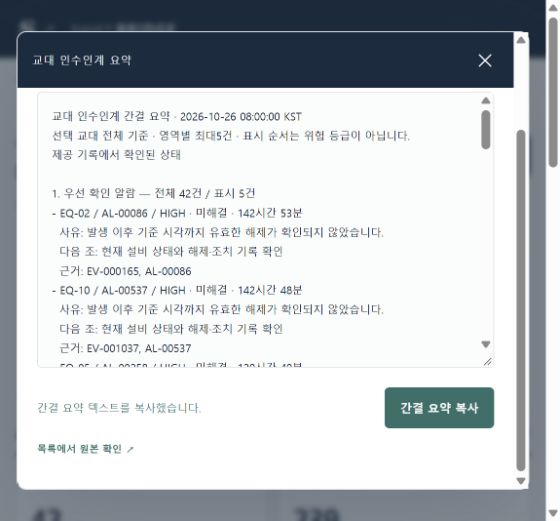 교대 인수인계 요약
교대 인수인계 간결 요약 · 2026-10-26 08:00:00 KST
선택 교대 전체 기준 · 영역별 최대5건 · 표시 순서는 위험 등급이 아닙니다.
제공 기록에서 확인된 상태
1. 우선 확인 알람 — 전체 42건 / 표시 5건
- EQ-02 / AL-00086 / HIGH · 미해결 · 142시간 53분
사유: 발생 이후 기준 시각까지 유효한 해제가 확인되지 않았습니다.
다음 조: 현재 설비 상태와 해제·조치 기록 확인
근거: EV-000165, AL-00086
- EQ-10 / AL-00537 / HIGH · 미해결 · 142시간 48분
사유: 발생 이후 기준 시각까지 유효한 해제가 확인되지 않았습니다.
다음 조: 현재 설비 상태와 해제·조치 기록 확인
근거: EV-001037, AL-00537
간결 요약 텍스트를 복사했습니다.
간결 요약 복사
목록에서 원본 확인 ↗
42
239